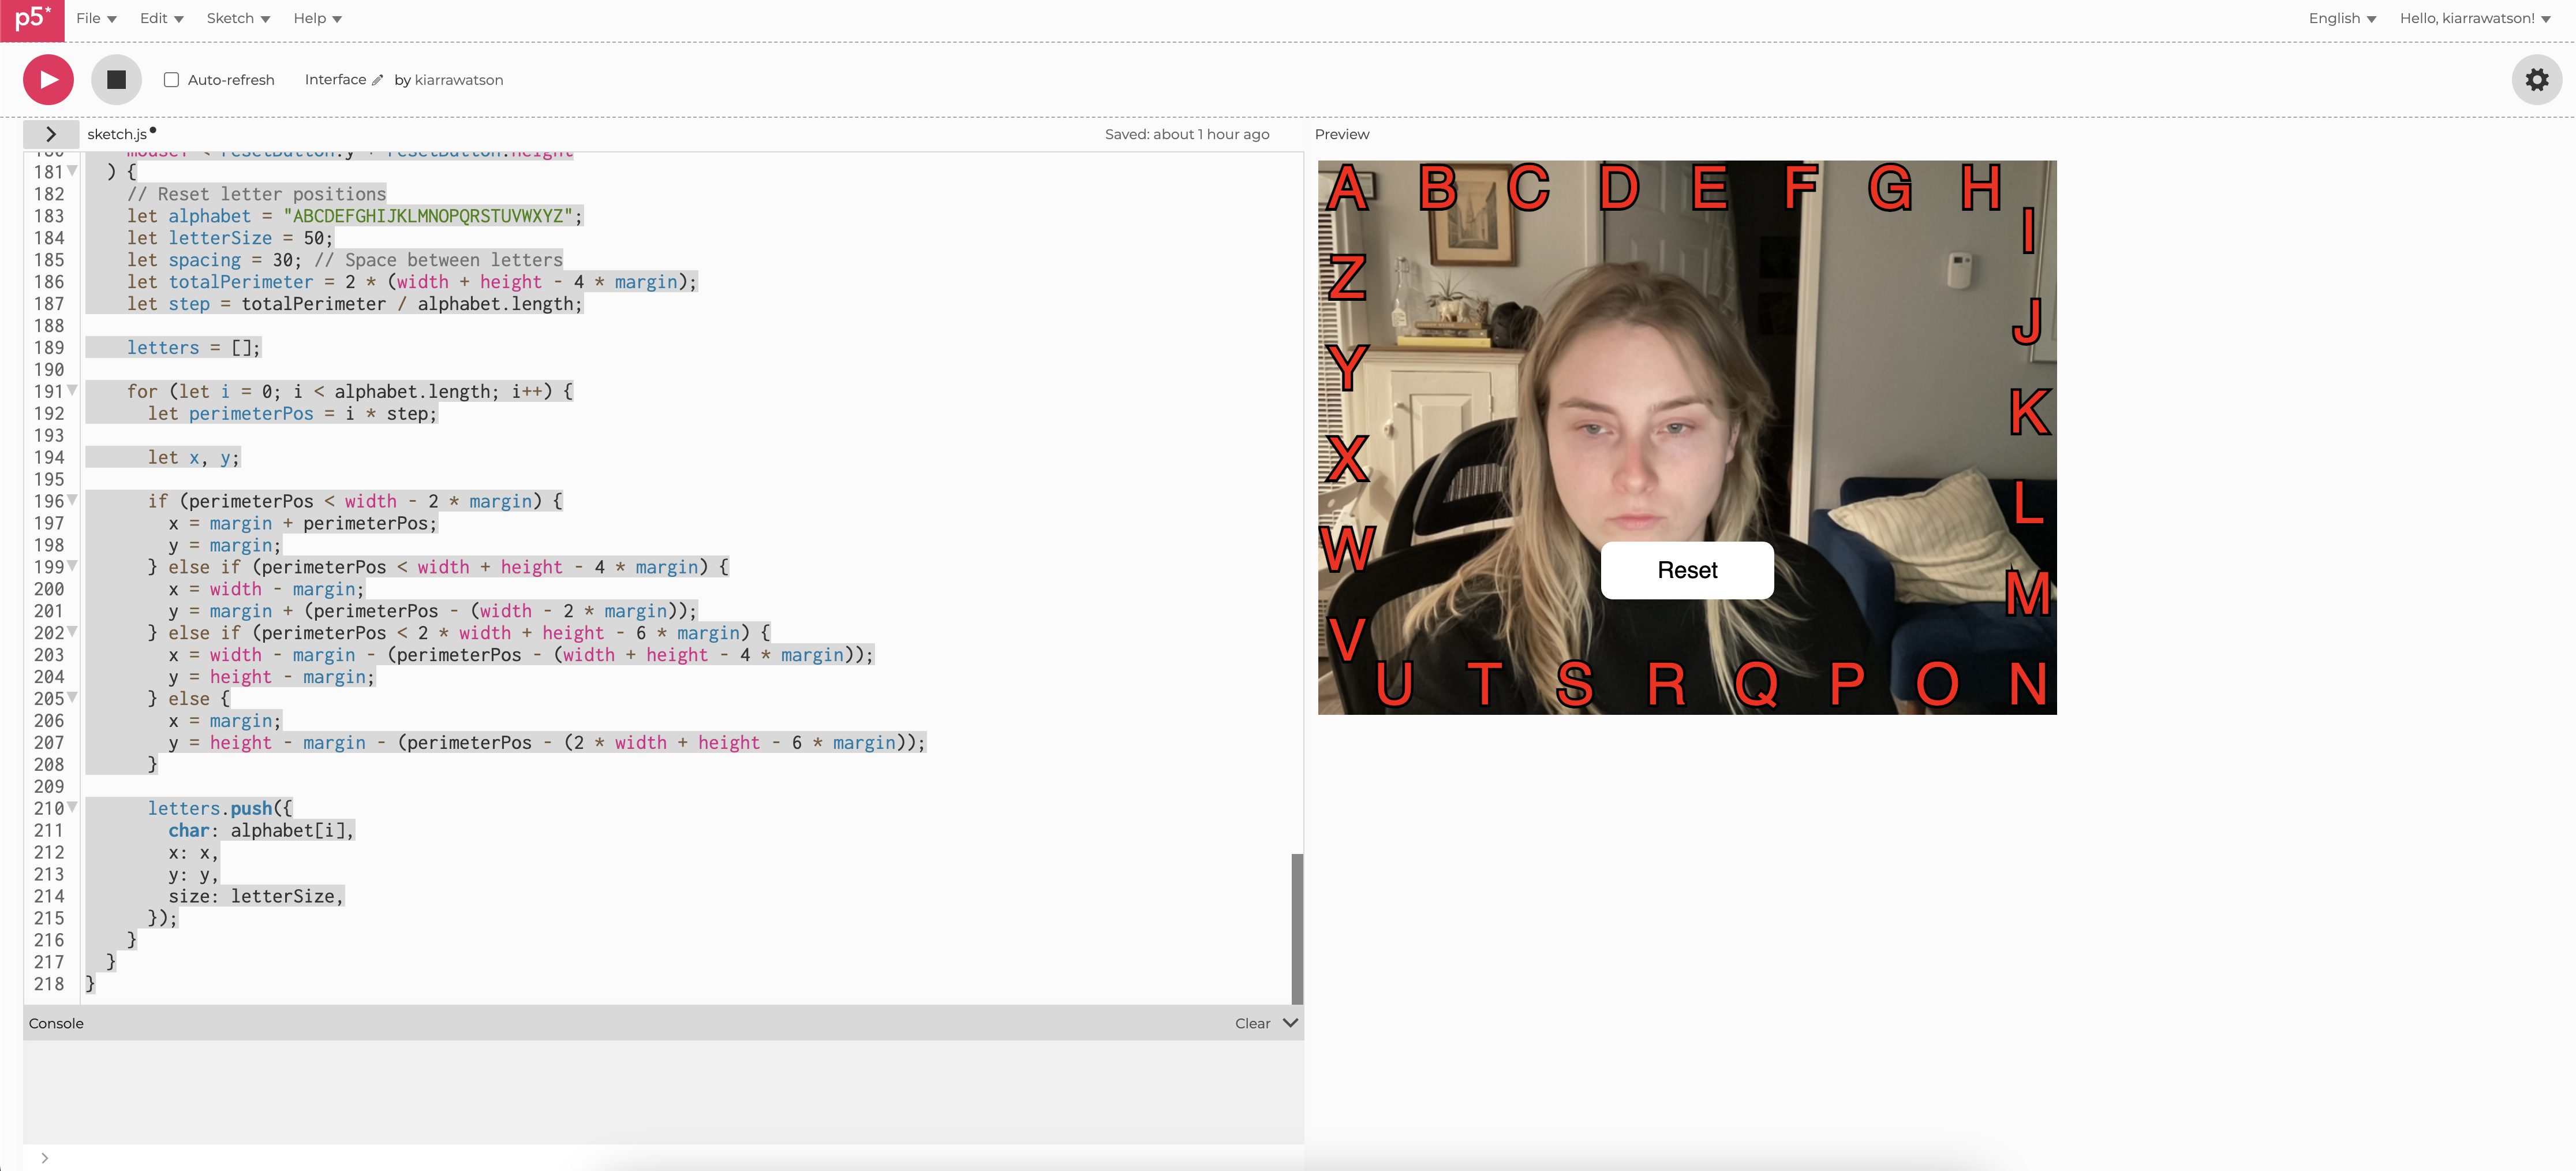 p5*
File Edit Sketch Help English Hello, kiarrawatson!
Auto-refresh Interface by kiarrawatson
sketch.js Saved: about 1 hour ago Preview
180 mouseY < resetButton.y + resetButton.height
181 ) {
182 // Reset letter positions
183 let alphabet = "ABCDEFGHIJKLMNOPQRSTUVWXYZ";
184 let letterSize = 50;
185 let spacing = 30; // Space between letters
186 let totalPerimeter = 2 * (width + height - 4 * margin);
187 let step = totalPerimeter / alphabet.length;
188
189 letters = [];
190
191 for (let i = 0; i < alphabet.length; i++) {
192 let perimeterPos = i * step;
193
194 let x, y;
195
196 if (perimeterPos < width - 2 * margin) {
197 x = margin + perimeterPos;
198 y = margin;
199 } else if (perimeterPos < width + height - 4 * margin) {
200 x = width - margin;
201 y = margin + (perimeterPos - (width - 2 * margin));
202 } else if (perimeterPos < 2 * width + height - 6 * margin) {
203 x = width - margin - (perimeterPos - (width + height - 4 * margin));
204 y = height - margin;
205 } else {
206 x = margin;
207 y = height - margin - (perimeterPos - (2 * width + height - 6 * margin));
208 }
209
210 letters.push({
211 char: alphabet[i],
212 x: x,
213 y: y,
214 size: letterSize,
215 });
216 }
217 }
218 }
Console Clear
>
A B C D E F G H
I
J
K
L
M
N
O
P
Q
R
S
T
U
V
W
X
Y
Z
Reset